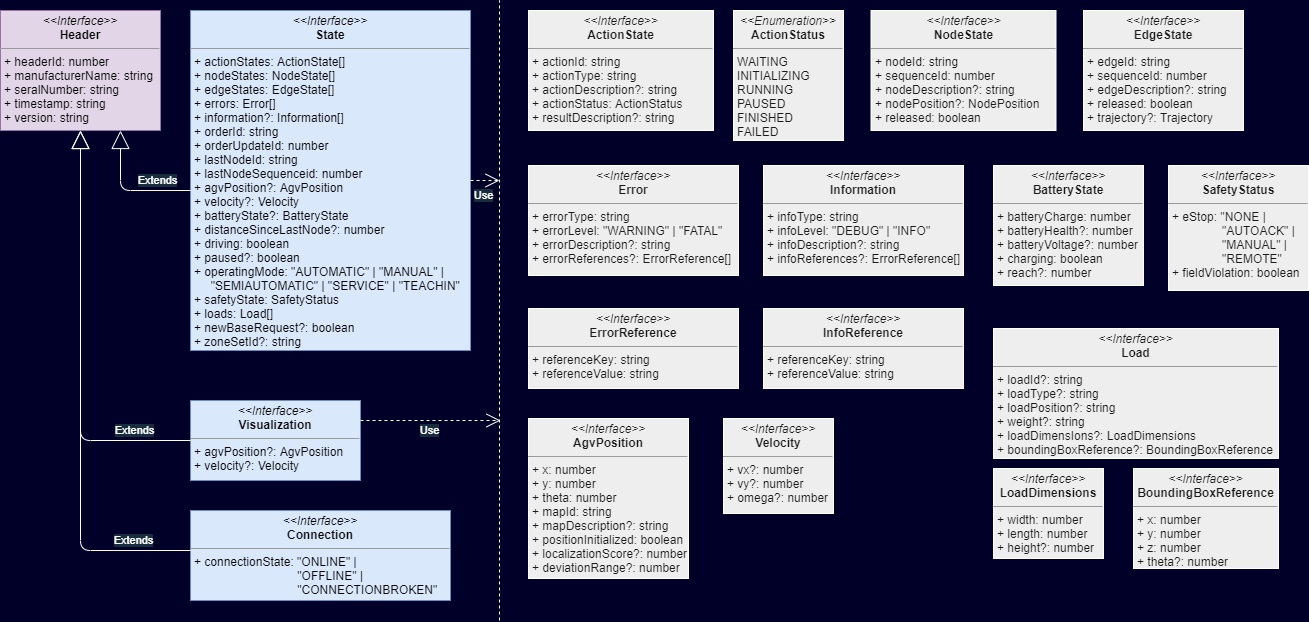 <<Interface>>
Header
+ headerId: number
+ manufacturerName: string
+ seralNumber: string
+ timestamp: string
+ version: string
<<Interface>>
State
+ actionStates: ActionState[]
+ nodeStates: NodeState[]
+ edgeStates: EdgeState[]
+ errors: Error[]
+ information?: Information[]
+ orderId: string
+ orderUpdateId: number
+ lastNodeId: string
+ lastNodeSequenceid: number
+ agvPosition?: AgvPosition
+ velocity?: Velocity
+ batteryState?: BatteryState
+ distanceSinceLastNode?: number
+ driving: boolean
+ paused?: boolean
+ operatingMode: "AUTOMATIC" | "MANUAL" |
"SEMIAUTOMATIC" | "SERVICE" | "TEACHIN"
+ safetyState: SafetyStatus
+ loads: Load[]
+ newBaseRequest?: boolean
+ zoneSetId?: string
Extends
Use
<<Interface>>
Visualization
+ agvPosition?: AgvPosition
+ velocity?: Velocity
Extends
Use
<<Interface>>
Connection
+ connectionState: "ONLINE" |
"OFFLINE" |
"CONNECTIONBROKEN"
Extends
<<Interface>>
ActionState
+ actionId: string
+ actionType: string
+ actionDescription?: string
+ actionStatus: ActionStatus
+ resultDescription?: string
<<Enumeration>>
ActionStatus
WAITING
INITIALIZING
RUNNING
PAUSED
FINISHED
FAILED
<<Interface>>
NodeState
+ nodeId: string
+ sequenceId: number
+ nodeDescription?: string
+ nodePosition?: NodePosition
+ released: boolean
<<Interface>>
EdgeState
+ edgeId: string
+ sequenceId: number
+ edgeDescription?: string
+ released: boolean
+ trajectory?: Trajectory
<<Interface>>
Error
+ errorType: string
+ errorLevel: "WARNING" | "FATAL"
+ errorDescription?: string
+ errorReferences?: ErrorReference[]
<<Interface>>
Information
+ infoType: string
+ infoLevel: "DEBUG" | "INFO"
+ infoDescription?: string
+ infoReferences?: ErrorReference[]
<<Interface>>
BatteryState
+ batteryCharge: number
+ batteryHealth?: number
+ batteryVoltage?: number
+ charging: boolean
+ reach?: number
<<Interface>>
SafetyStatus
+ eStop: "NONE |
"AUTOACK" |
"MANUAL" |
"REMOTE"
+ fieldViolation: boolean
<<Interface>>
ErrorReference
+ referenceKey: string
+ referenceValue: string
<<Interface>>
InfoReference
+ referenceKey: string
+ referenceValue: string
<<Interface>>
Load
+ loadId?: string
+ loadType?: string
+ loadPosition?: string
+ weight?: string
+ loadDimensIons?: LoadDimensions
+ boundingBoxReference?: BoundingBoxReference
<<Interface>>
AgvPosition
+ x: number
+ y: number
+ theta: number
+ mapId: string
+ mapDescription?: string
+ positionInitialized: boolean
+ localizationScore?: number
+ deviationRange?: number
<<Interface>>
Velocity
+ vx?: number
+ vy?: number
+ omega?: number
<<Interface>>
LoadDimensions
+ width: number
+ length: number
+ height?: number
<<Interface>>
BoundingBoxReference
+ x: number
+ y: number
+ z: number
+ theta?: number